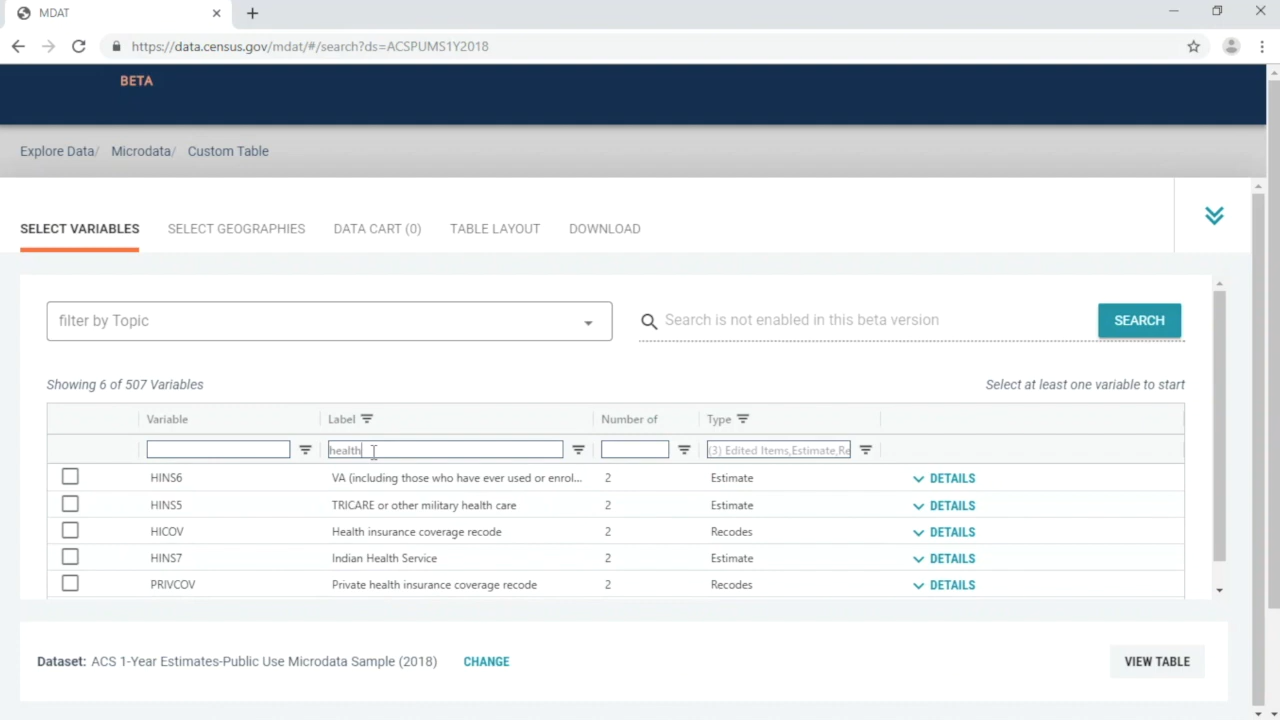 MDAT
https://data.census.gov/mdat/#/search?ds=ACSPUMS1Y2018
BETA
Explore Data/ Microdata/ Custom Table
SELECT VARIABLES SELECT GEOGRAPHIES DATA CART (0) TABLE LAYOUT DOWNLOAD
filter by Topic Search is not enabled in this beta version SEARCH
Showing 6 of 507 Variables Select at least one variable to start
Variable Label Number of Type
health (3) Edited Items,Estimate,Re
HINS6 VA (including those who have ever used or enrol... 2 Estimate DETAILS
HINS5 TRICARE or other military health care 2 Estimate DETAILS
HICOV Health insurance coverage recode 2 Recodes DETAILS
HINS7 Indian Health Service 2 Estimate DETAILS
PRIVCOV Private health insurance coverage recode 2 Recodes DETAILS
Dataset: ACS 1-Year Estimates-Public Use Microdata Sample (2018) CHANGE VIEW TABLE